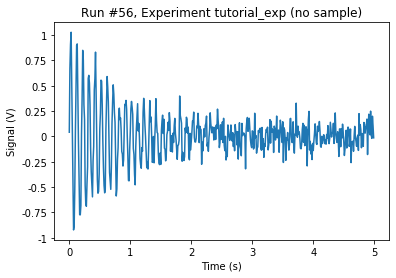 Run #56, Experiment tutorial_exp (no sample)
1
0.75
0.50
0.25
0
-0.25
-0.5
-0.75
-1
Signal (V)
0 1 2 3 4 5
Time (s)